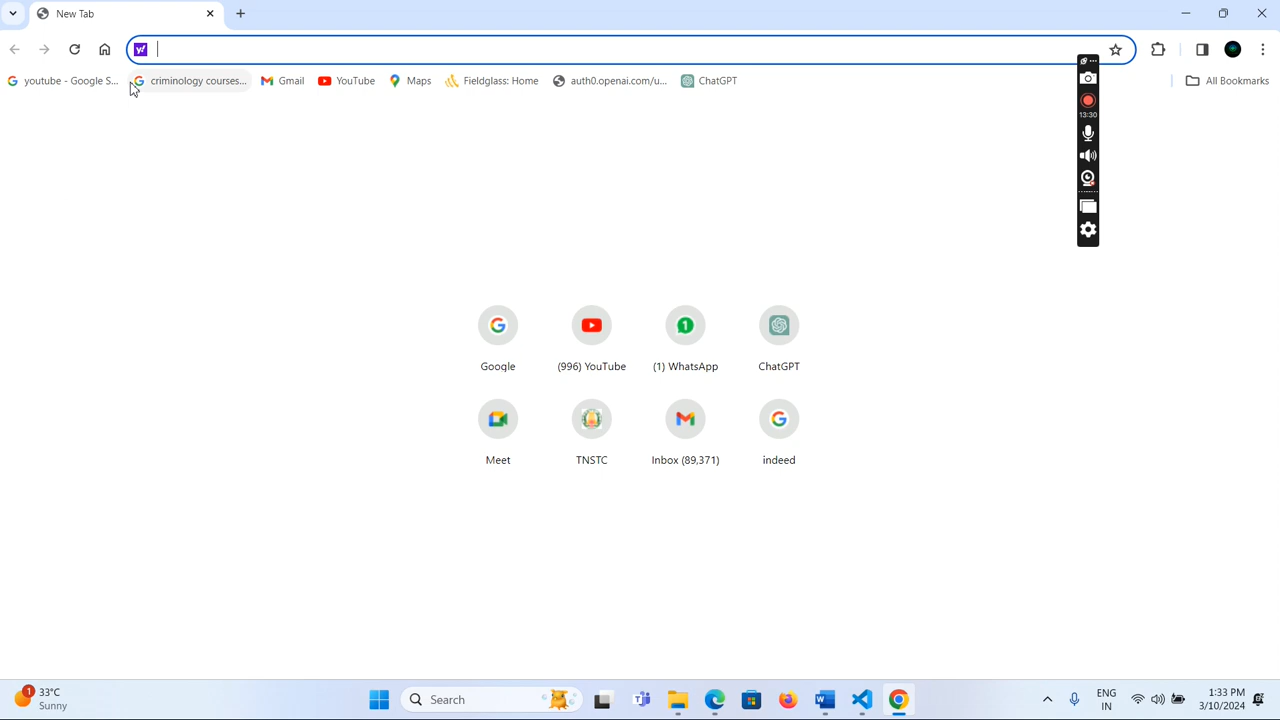 New Tab
youtube - Google S...
criminology courses...
Gmail
YouTube
Maps
Fieldglass: Home
auth0.openai.com/u...
ChatGPT
All Bookmarks
13:30
1
Google
(996) YouTube
(1) WhatsApp
ChatGPT
Meet
TNSTC
Inbox (89,371)
indeed
1
33°C
Sunny
Search
ENG
IN
1:33 PM
3/10/2024